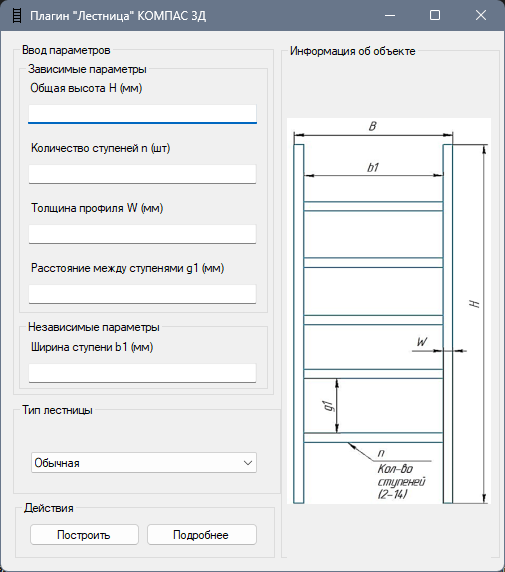 Плагин "Лестница" КОМПАС 3Д
Ввод параметров
Зависимые параметры
Общая высота H (мм)
Количество ступеней n (шт)
Толщина профиля W (мм)
Расстояние между ступенями g1 (мм)
Независимые параметры
Ширина ступени b1 (мм)
Тип лестницы
Обычная
Действия
Построить
Подробнее
Информация об объекте
B
b1
H
W
g1
n
Кол-во
ступеней
(2-14)